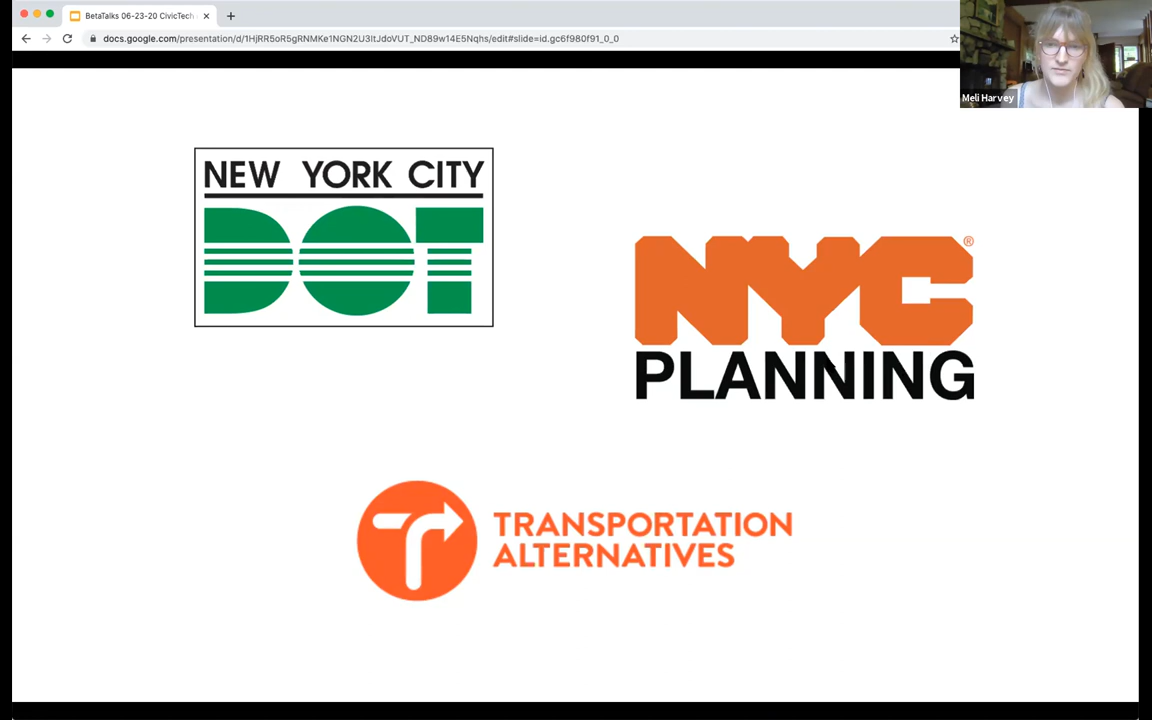 BetaTalks 06-23-20 CivicTech
docs.google.com/presentation/d/1HjRR5oR5gRNMKe1NGN2U3ItJdoVUT_ND89w14E5Nqhs/edit#slide=id.gc6f980f91_0_0
Meli Harvey
NEW YORK CITY
DOT
NYC®
PLANNING
TRANSPORTATION
ALTERNATIVES